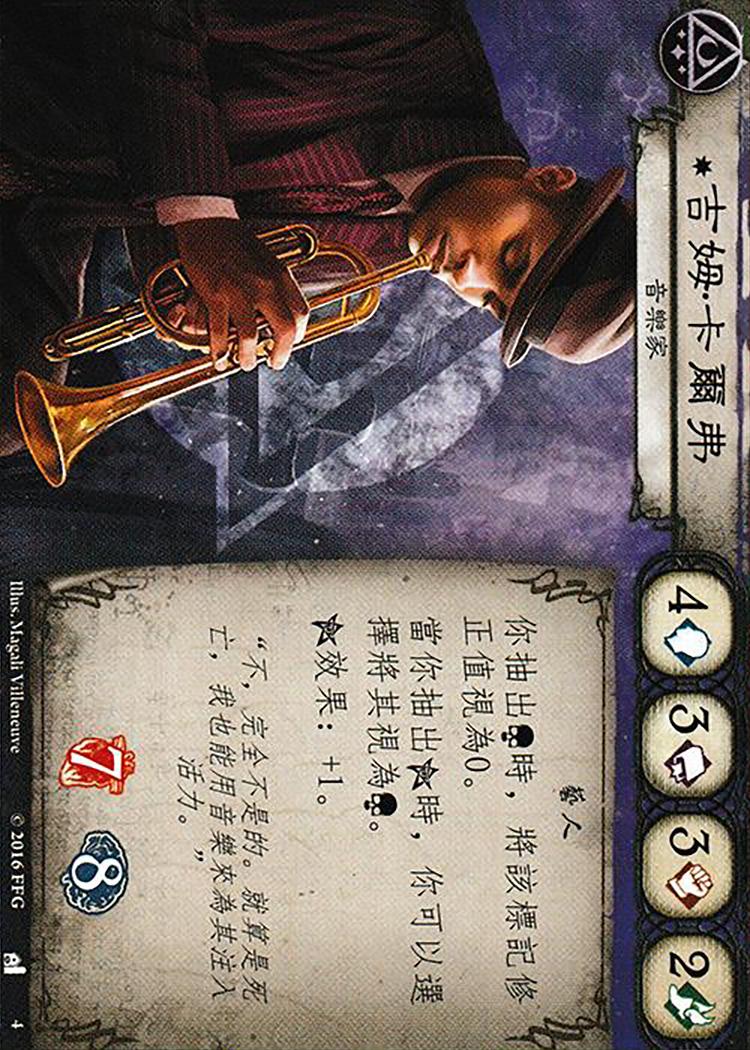 吉姆·卡爾弗
音樂家
4 3 3 2
藝人
你抽出時，將該標記修
正值視為0。
當你抽出時，你可以選
擇將其視為。
效果：+1。
“不，完全不是的。就算是死
亡，我也能用音樂來為其注入
活力。”
7 8
Illus. Magali Villeneuve
© 2016 FFG
4